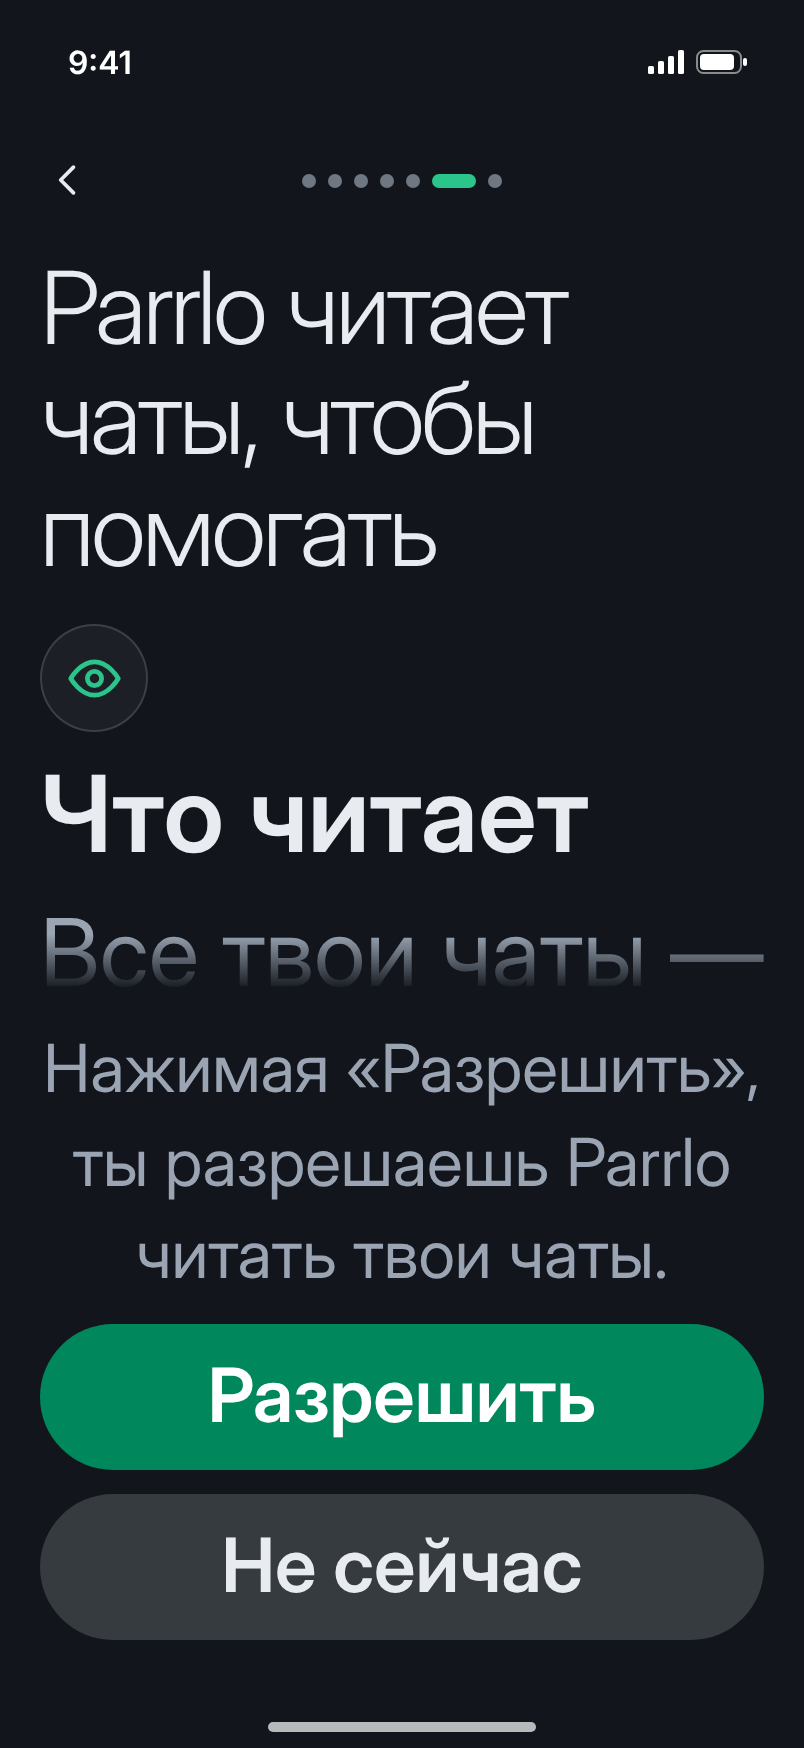 9:41
Parrlo читает
чаты, чтобы
помогать
Что читает
Все твои чаты —
Нажимая «Разрешить»,
ты разрешаешь Parrlo
читать твои чаты.
Разрешить
Не сейчас